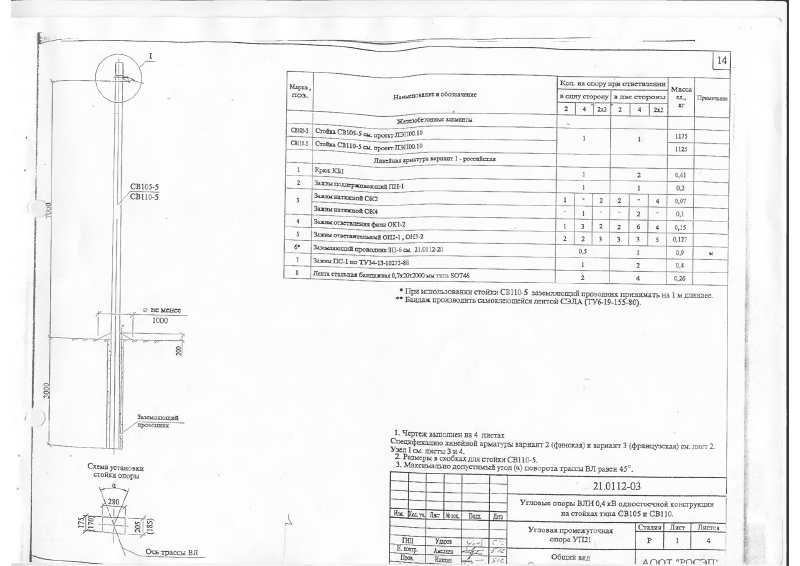 14
I
Марка, поз.
Наименование и обозначение
Кол. на опору при ответвлении
в одну сторону
в две стороны
2 4 2х2 2 4 2х2
Масса ед., кг
Примечание
Железобетонные элементы
СВ105-5 Стойка СВ105-5 см. проект ЛЭП00.10 1 1 1175
СВ110-5 Стойка СВ110-5 см. проект ЛЭП00.10 1125
Линейная арматура вариант 1 - российская
1 Крюк КВ1 1 2 0,61
2 Зажим поддерживающий ПН-1 1 1 0,2
3 Зажим натяжной ОК2 1 - 2 2 - 4 0,07
Зажим натяжной ОК4 - 1 - - 2 - 0,1
4 Зажим ответвления фазы ОК1-2 1 3 2 2 6 4 0,15
5 Зажим ответвительный ОН2-1, ОН3-2 2 2 3 3 3 5 0,127
6* Заземляющий проводник ЗП-6 см. 21.0112-20 0,5 1 0,9 м
7 Зажим ПС-1 по ТУ34-13-10273-88 1 2 0,4
8 Лента стальная бандажная 0,7х20х2000 мм типа SOT46 2 4 0,26
* При использовании стойки СВ110-5 заземляющий проводник принимать на 1 м длиннее.
** Бандаж производить самоклеющейся лентой СЭЛА (ТУ6-19-155-80).
СВ105-5
СВ110-5
не менее
1000
200
3000
Заземляющий
проводник
Схема установки
стойки опоры
α
280
175
(170)
205
(185)
Ось трассы ВЛ
1. Чертеж выполнен на 4 листах
Спецификацию линейной арматуры вариант 2 (финская) и вариант 3 (французская) см. лист 2.
Узел I см. листы 3 и 4.
2. Размеры в скобках для стойки СВ110-5.
3. Максимально допустимый угол (α) поворота трассы ВЛ равен 45°.
21.0112-03
Угловые опоры ВЛИ 0,4 кВ одностоечной конструкции
на стойках типа СВ105 и СВ110.
Изм. Кол.уч. Лист № док. Подп. Дата
Угловая промежуточная
опора УП21
Стадия Лист Листов
Р 1 4
ГИП Ударов
Н. контр.
Пров.
Общий вид
АООТ "РОСЭП"